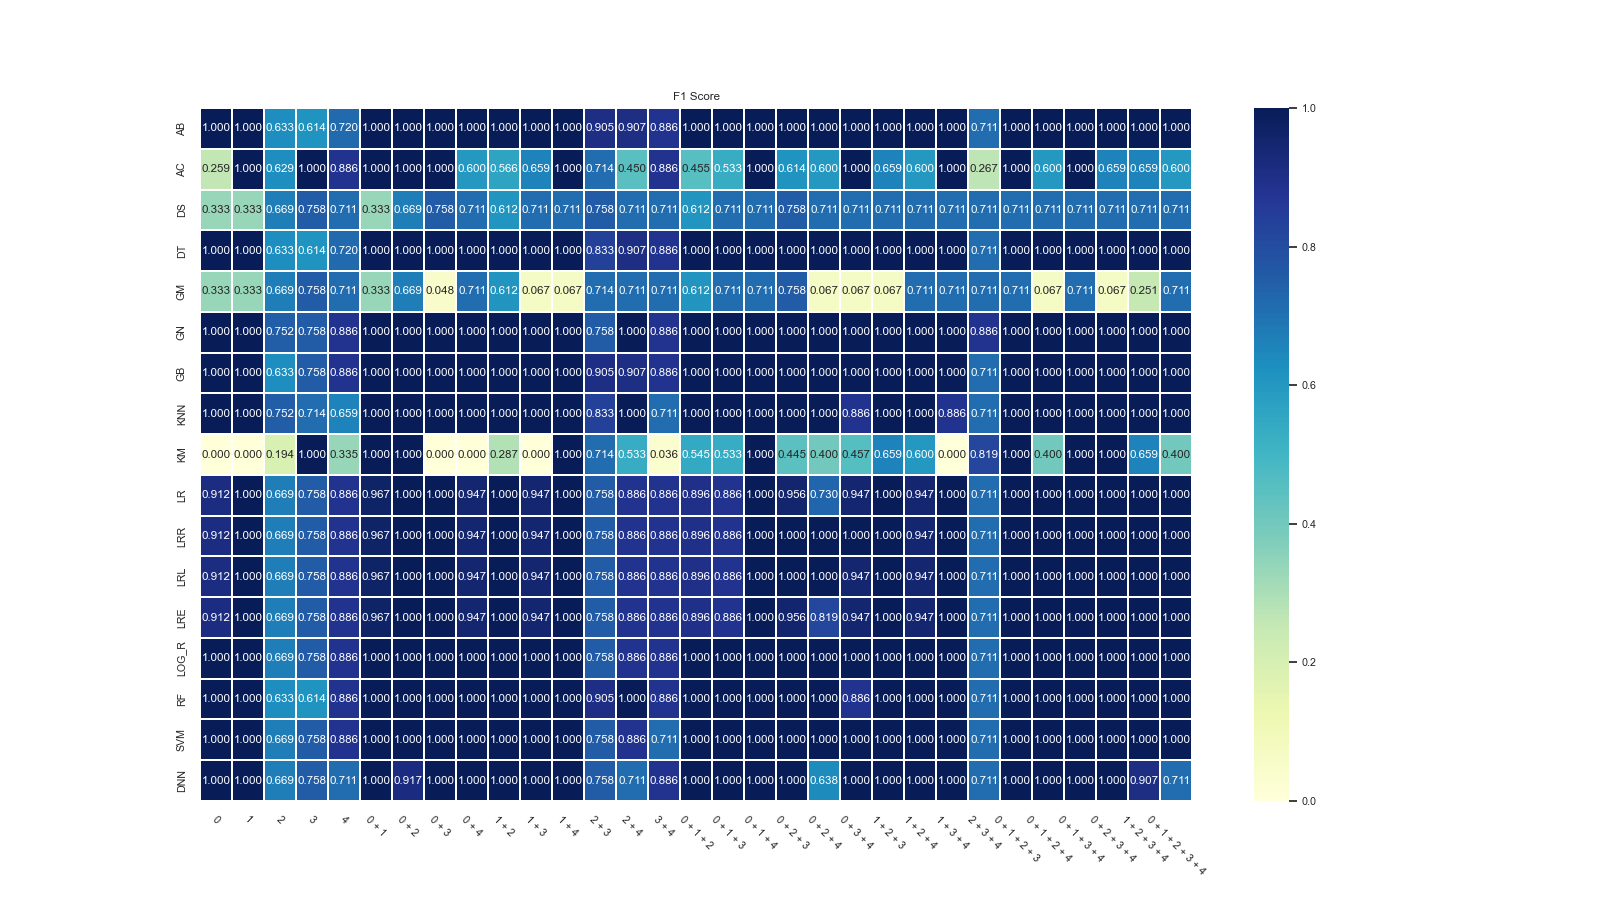 F1 Score
AB 1.000 1.000 0.633 0.614 0.720 1.000 1.000 1.000 1.000 1.000 1.000 1.000 0.905 0.907 0.886 1.000 1.000 1.000 1.000 1.000 1.000 1.000 1.000 1.000 0.711 1.000 1.000 1.000 1.000 1.000 1.000
AC 0.259 1.000 0.629 1.000 0.886 1.000 1.000 1.000 0.600 0.566 0.659 1.000 0.714 0.450 0.886 0.455 0.533 1.000 0.614 0.600 1.000 0.659 0.600 1.000 0.267 1.000 0.600 1.000 0.659 0.659 0.600
DS 0.333 0.333 0.669 0.758 0.711 0.333 0.669 0.758 0.711 0.612 0.711 0.711 0.758 0.711 0.711 0.612 0.711 0.711 0.758 0.711 0.711 0.711 0.711 0.711 0.711 0.711 0.711 0.711 0.711 0.711 0.711
DT 1.000 1.000 0.633 0.614 0.720 1.000 1.000 1.000 1.000 1.000 1.000 1.000 0.833 0.907 0.886 1.000 1.000 1.000 1.000 1.000 1.000 1.000 1.000 1.000 0.711 1.000 1.000 1.000 1.000 1.000 1.000
GM 0.333 0.333 0.669 0.758 0.711 0.333 0.669 0.048 0.711 0.612 0.067 0.067 0.714 0.711 0.711 0.612 0.711 0.711 0.758 0.067 0.067 0.067 0.711 0.711 0.711 0.711 0.067 0.711 0.067 0.251 0.711
GN 1.000 1.000 0.752 0.758 0.886 1.000 1.000 1.000 1.000 1.000 1.000 1.000 0.758 1.000 0.886 1.000 1.000 1.000 1.000 1.000 1.000 1.000 1.000 1.000 0.886 1.000 1.000 1.000 1.000 1.000 1.000
GB 1.000 1.000 0.633 0.758 0.886 1.000 1.000 1.000 1.000 1.000 1.000 1.000 0.905 0.907 0.886 1.000 1.000 1.000 1.000 1.000 1.000 1.000 1.000 1.000 0.711 1.000 1.000 1.000 1.000 1.000 1.000
KNN 1.000 1.000 0.752 0.714 0.659 1.000 1.000 1.000 1.000 1.000 1.000 1.000 0.833 1.000 0.711 1.000 1.000 1.000 1.000 1.000 0.886 1.000 1.000 0.886 0.711 1.000 1.000 1.000 1.000 1.000 1.000
KM 0.000 0.000 0.194 1.000 0.335 1.000 1.000 0.000 0.000 0.287 0.000 1.000 0.714 0.533 0.036 0.545 0.533 1.000 0.445 0.400 0.457 0.659 0.600 0.000 0.819 1.000 0.400 1.000 1.000 0.659 0.400
LR 0.912 1.000 0.669 0.758 0.886 0.967 1.000 1.000 0.947 1.000 0.947 1.000 0.758 0.886 0.886 0.896 0.886 1.000 0.956 0.730 0.947 1.000 0.947 1.000 0.711 1.000 1.000 1.000 1.000 1.000 1.000
LRR 0.912 1.000 0.669 0.758 0.886 0.967 1.000 1.000 0.947 1.000 0.947 1.000 0.758 0.886 0.886 0.896 0.886 1.000 1.000 1.000 1.000 1.000 0.947 1.000 0.711 1.000 1.000 1.000 1.000 1.000 1.000
LRL 0.912 1.000 0.669 0.758 0.886 0.967 1.000 1.000 0.947 1.000 0.947 1.000 0.758 0.886 0.886 0.896 0.886 1.000 1.000 1.000 0.947 1.000 0.947 1.000 0.711 1.000 1.000 1.000 1.000 1.000 1.000
LRE 0.912 1.000 0.669 0.758 0.886 0.967 1.000 1.000 0.947 1.000 0.947 1.000 0.758 0.886 0.886 0.896 0.886 1.000 0.956 0.819 0.947 1.000 0.947 1.000 0.711 1.000 1.000 1.000 1.000 1.000 1.000
LOG_R 1.000 1.000 0.669 0.758 0.886 1.000 1.000 1.000 1.000 1.000 1.000 1.000 0.758 0.886 0.886 1.000 1.000 1.000 1.000 1.000 1.000 1.000 1.000 1.000 0.711 1.000 1.000 1.000 1.000 1.000 1.000
RF 1.000 1.000 0.633 0.614 0.886 1.000 1.000 1.000 1.000 1.000 1.000 1.000 0.905 1.000 0.886 1.000 1.000 1.000 1.000 1.000 0.886 1.000 1.000 1.000 0.711 1.000 1.000 1.000 1.000 1.000 1.000
SVM 1.000 1.000 0.669 0.758 0.886 1.000 1.000 1.000 1.000 1.000 1.000 1.000 0.758 0.886 0.711 1.000 1.000 1.000 1.000 1.000 1.000 1.000 1.000 1.000 0.711 1.000 1.000 1.000 1.000 1.000 1.000
DNN 1.000 1.000 0.669 0.758 0.711 1.000 0.917 1.000 1.000 1.000 1.000 1.000 0.758 0.711 0.886 1.000 1.000 1.000 1.000 0.638 1.000 1.000 1.000 1.000 0.711 1.000 1.000 1.000 1.000 0.907 0.711
0
1
2
3
4
0 + 1
0 + 2
0 + 3
0 + 4
1 + 2
1 + 3
1 + 4
2 + 3
2 + 4
3 + 4
0 + 1 + 2
0 + 1 + 3
0 + 1 + 4
0 + 2 + 3
0 + 2 + 4
0 + 3 + 4
1 + 2 + 3
1 + 2 + 4
1 + 3 + 4
2 + 3 + 4
0 + 1 + 2 + 3
0 + 1 + 2 + 4
0 + 1 + 3 + 4
0 + 2 + 3 + 4
1 + 2 + 3 + 4
0 + 1 + 2 + 3 + 4
1.0
0.8
0.6
0.4
0.2
0.0